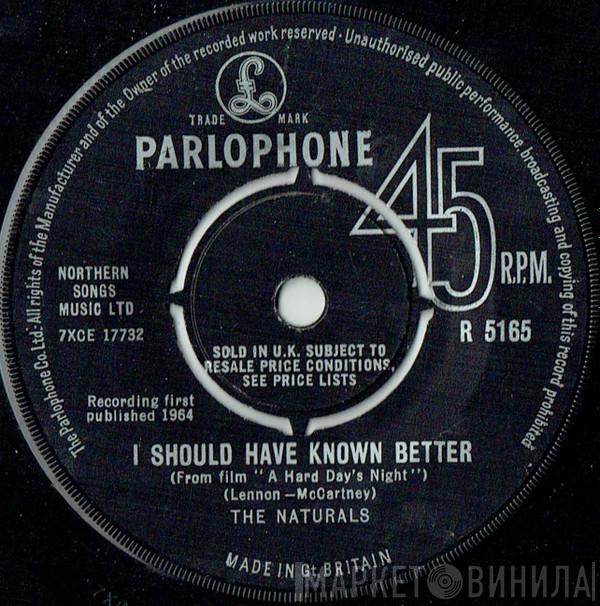 The Parlophone Co.Ltd. All rights of the Manufacturer and of the Owner of the recorded work reserved · Unauthorised public performance, broadcasting and copying of this record prohibited
TRADE MARK
£
PARLOPHONE
45
R.P.M.
NORTHERN
SONGS
MUSIC LTD
7XCE 17732
R 5165
SOLD IN U.K. SUBJECT TO
RESALE PRICE CONDITIONS,
SEE PRICE LISTS
Recording first
published 1964
I SHOULD HAVE KNOWN BETTER
(From film "A Hard Day's Night")
(Lennon—McCartney)
THE NATURALS
MADE IN Gt. BRITAIN
МАРКЕТ ВИНИЛА